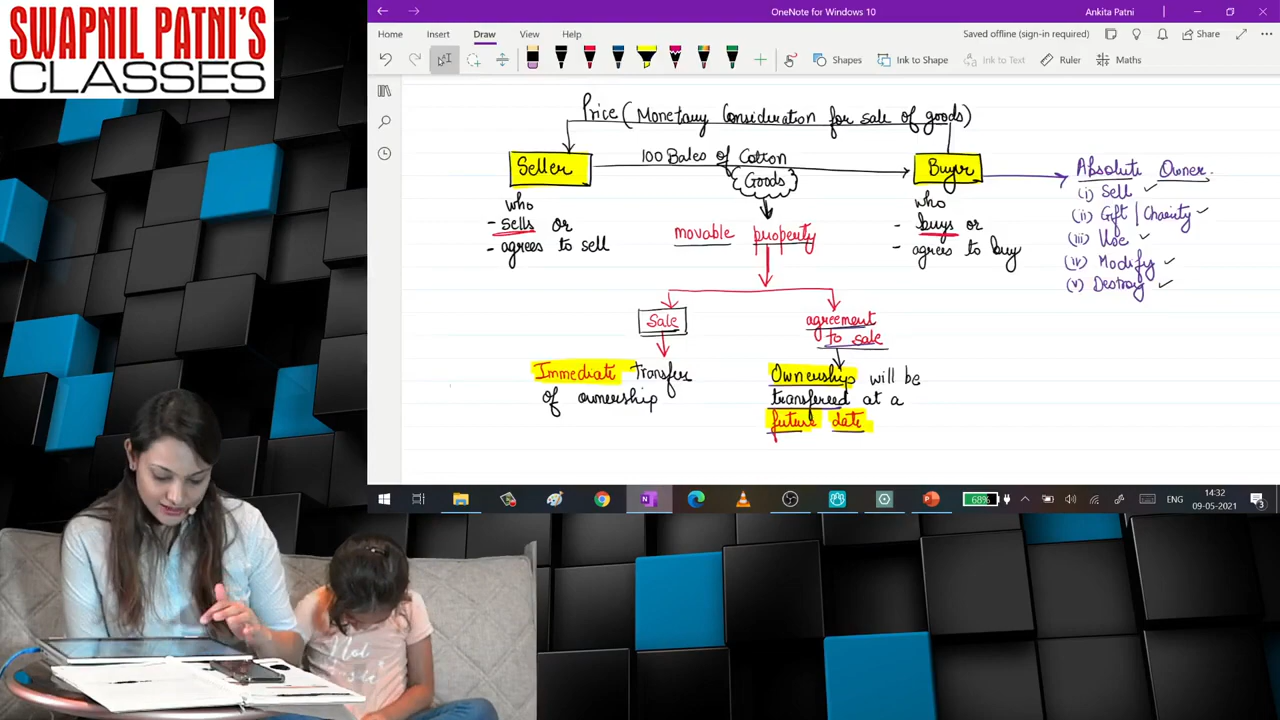 SWAPNIL PATNI'S
CLASSES
OneNote for Windows 10
Ankita Patni
Home
Insert
Draw
View
Help
Saved offline (sign-in required)
Share
Shapes
Ink to Shape
Ink to Text
Ruler
Maths
Price (Monetary Consideration for sale of goods)
Seller
100 Bales of Cotton
Buyer
Goods
who
- sells or
- agrees to sell
movable property
who
- buys or
- agrees to buy
Absolute Owner.
(i) Sell
(ii) Gift | Charity
(iii) Use
(iv) Modify
(v) Destroy
Sale
agreement
to sale
Immediate transfer
of ownership
Ownership will be
transfered at a
future date
68%
ENG
14:32
09-05-2021
3